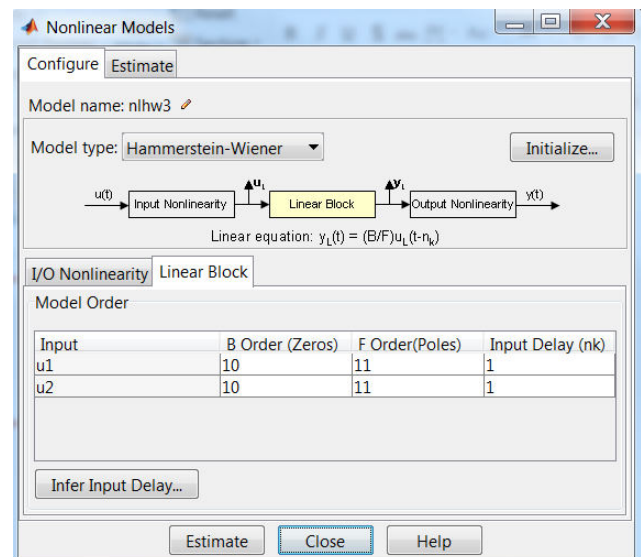 Nonlinear Models
Configure Estimate
Model name: nlhw3
Model type: Hammerstein-Wiener Initialize...
u(t) Input Nonlinearity uL Linear Block yL Output Nonlinearity y(t)
Linear equation: yL(t) = (B/F)uL(t-nk)
I/O Nonlinearity Linear Block
Model Order
Input B Order (Zeros) F Order(Poles) Input Delay (nk)
u1 10 11 1
u2 10 11 1
Infer Input Delay...
Estimate Close Help